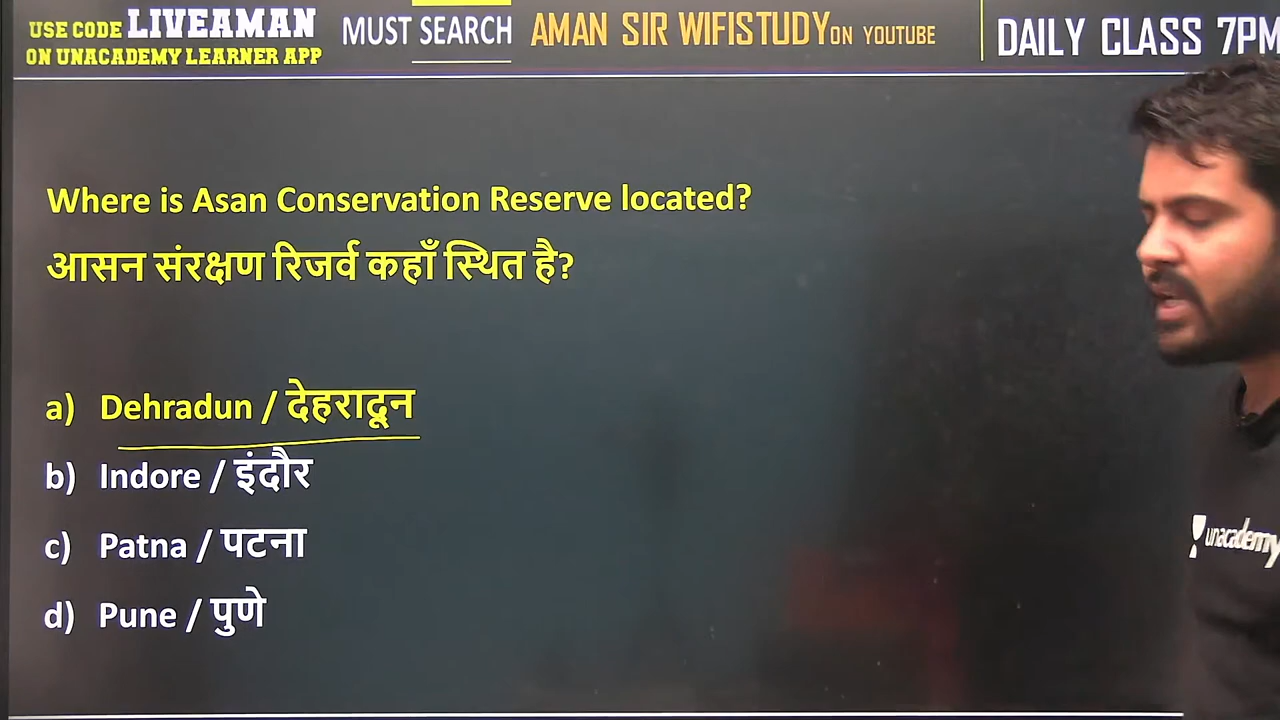 USE CODE LIVEAMAN
ON UNACADEMY LEARNER APP
MUST SEARCH AMAN SIR WIFISTUDY ON YOUTUBE
DAILY CLASS 7PM
Where is Asan Conservation Reserve located?
आसन संरक्षण रिजर्व कहाँ स्थित है?
a) Dehradun / देहरादून
b) Indore / इंदौर
c) Patna / पटना
d) Pune / पुणे
unacademy